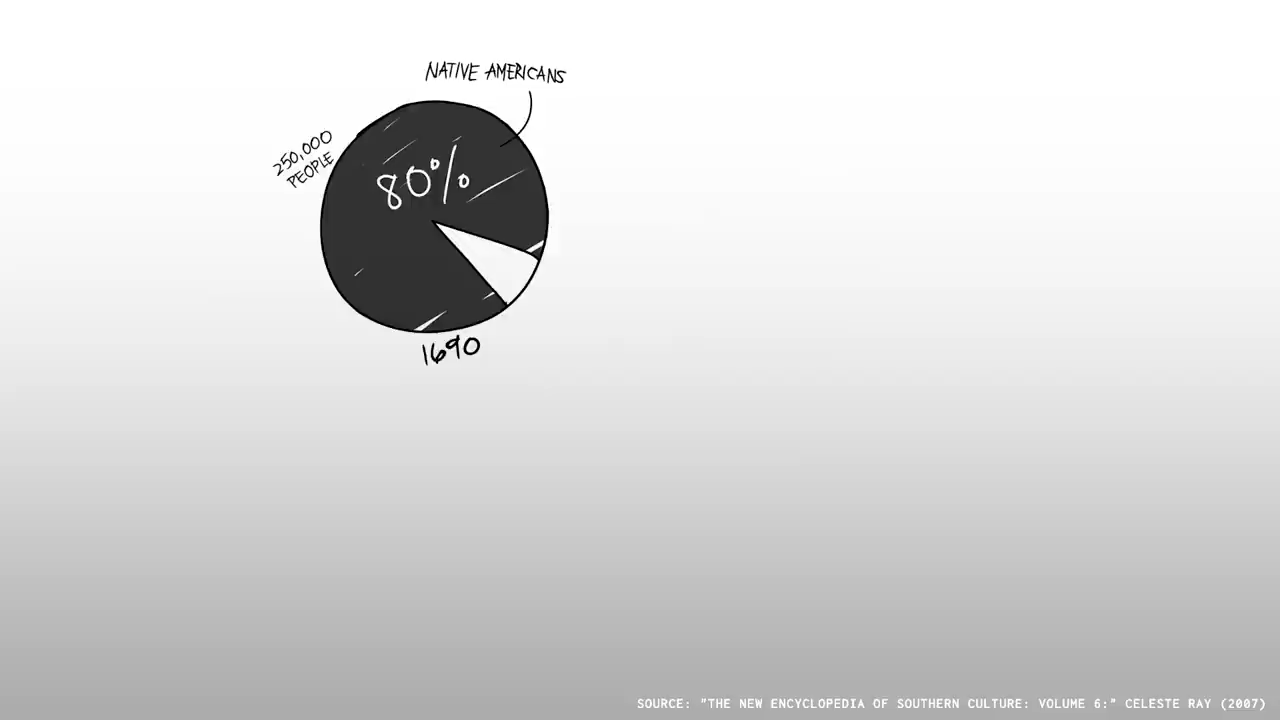 NATIVE AMERICANS
250,000
PEOPLE
80%
1690
SOURCE: "THE NEW ENCYCLOPEDIA OF SOUTHERN CULTURE: VOLUME 6:" CELESTE RAY (2007)